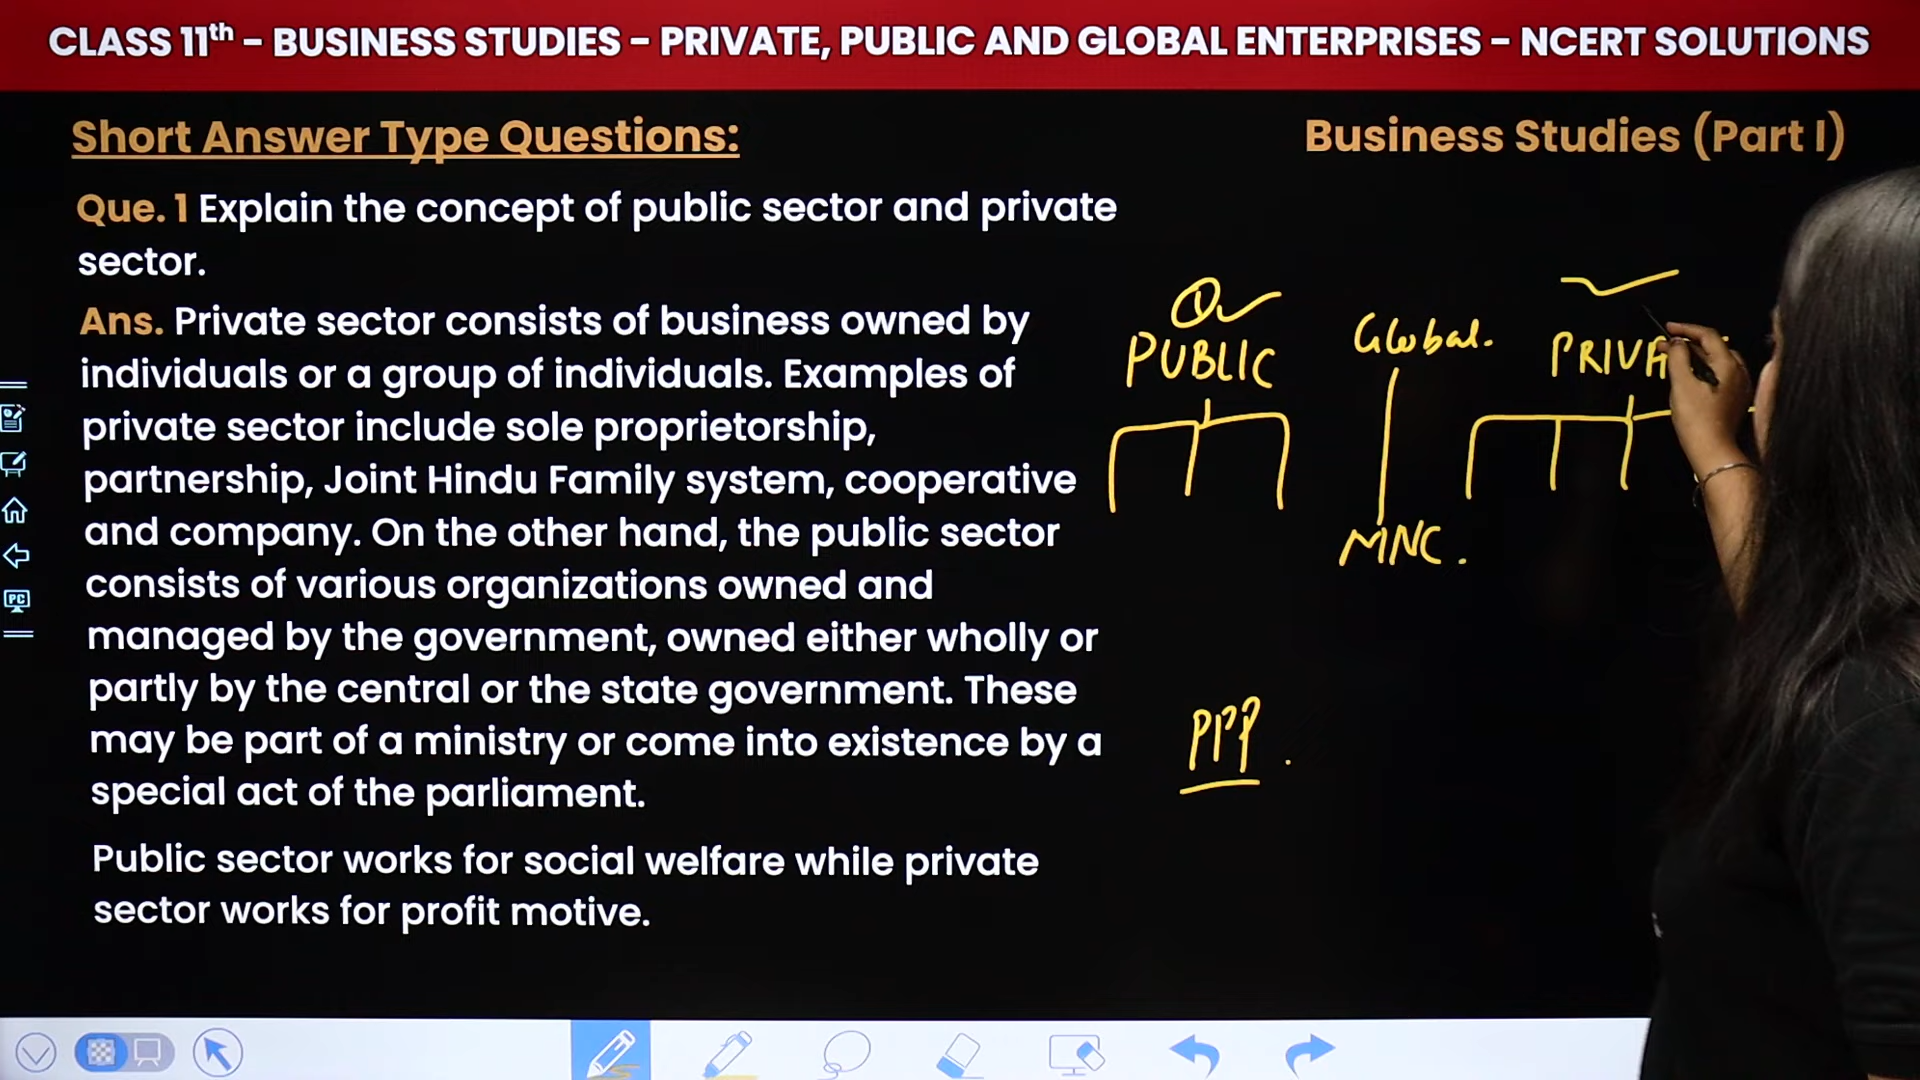 CLASS 11th - BUSINESS STUDIES - PRIVATE, PUBLIC AND GLOBAL ENTERPRISES - NCERT SOLUTIONS
Short Answer Type Questions:
Business Studies (Part I)
Que. 1 Explain the concept of public sector and private
sector.
Ans. Private sector consists of business owned by
individuals or a group of individuals. Examples of
private sector include sole proprietorship,
partnership, Joint Hindu Family system, cooperative
and company. On the other hand, the public sector
consists of various organizations owned and
managed by the government, owned either wholly or
partly by the central or the state government. These
may be part of a ministry or come into existence by a
special act of the parliament.
Public sector works for social welfare while private
sector works for profit motive.
1
PUBLIC
Global.
PRIVA
MNC.
PPP.
PC